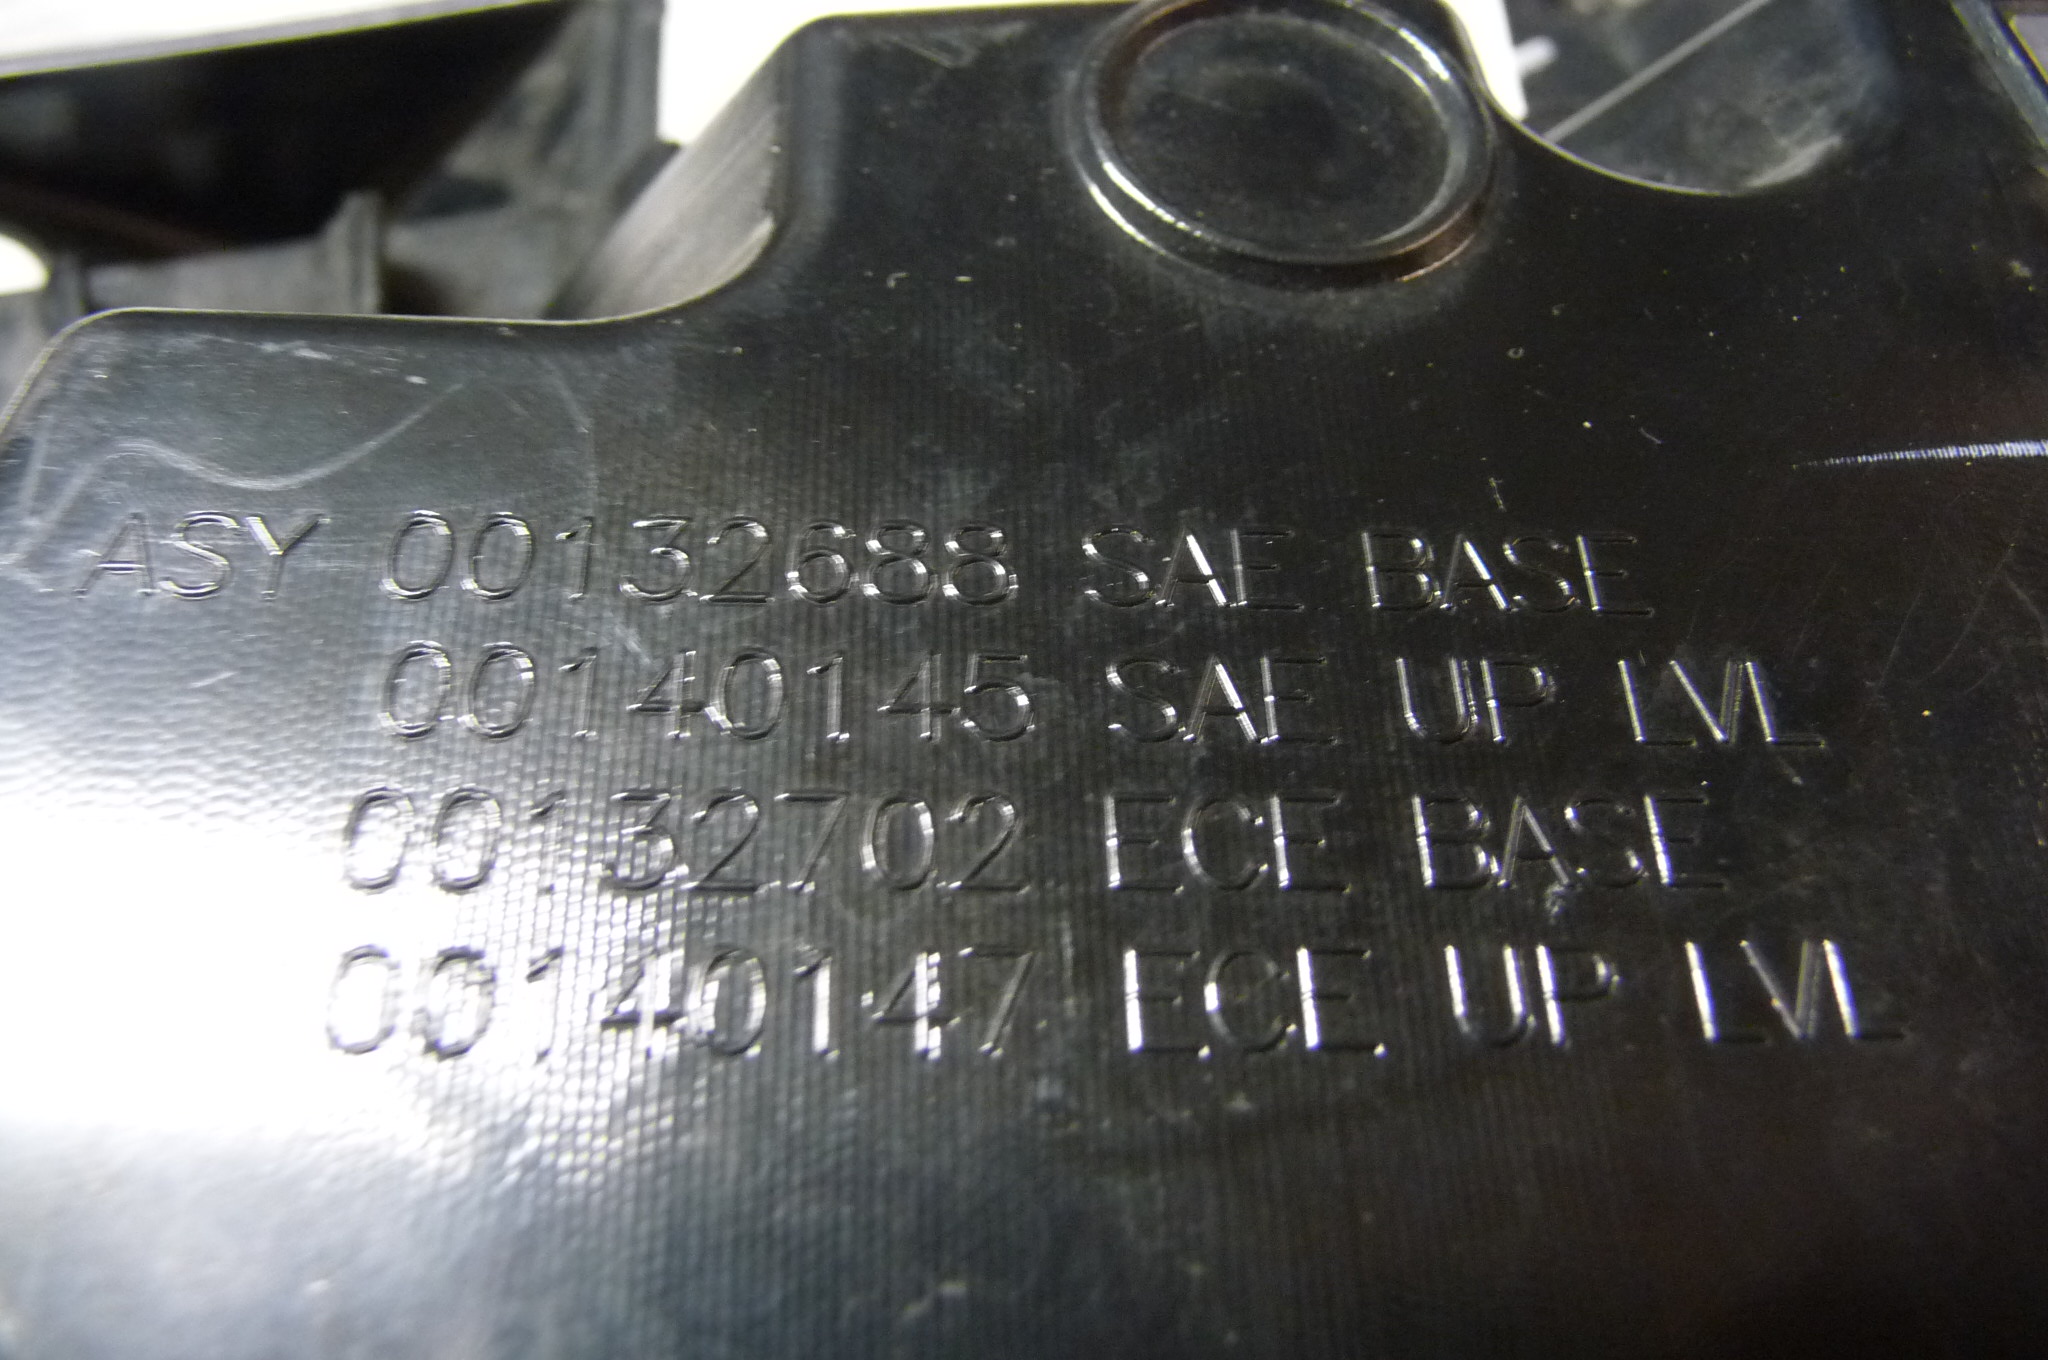 ASY 00132688 SAE BASE
00140145 SAE UP LVL
00132702 ECE BASE
00140147 ECE UP LVL